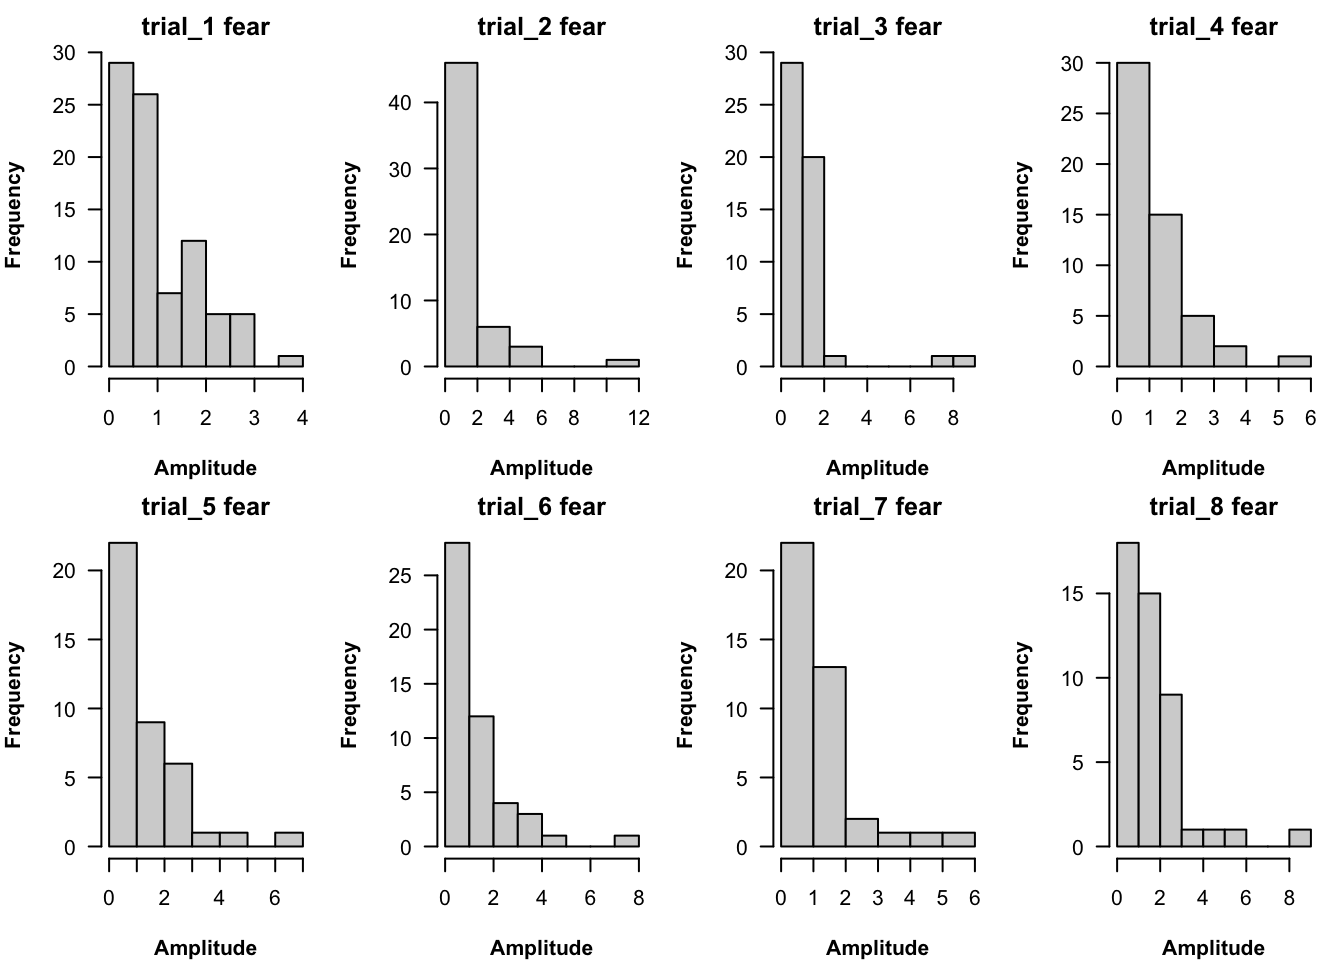 trial_1 fear
Frequency
30
25
20
15
10
5
0
0 1 2 3 4
Amplitude
trial_2 fear
Frequency
40
30
20
10
0
0 2 4 6 8 12
Amplitude
trial_3 fear
Frequency
30
25
20
15
10
5
0
0 2 4 6 8
Amplitude
trial_4 fear
Frequency
30
25
20
15
10
5
0
0 1 2 3 4 5 6
Amplitude
trial_5 fear
Frequency
20
15
10
5
0
0 2 4 6
Amplitude
trial_6 fear
Frequency
25
20
15
10
5
0
0 2 4 6 8
Amplitude
trial_7 fear
Frequency
20
15
10
5
0
0 1 2 3 4 5 6
Amplitude
trial_8 fear
Frequency
15
10
5
0
0 2 4 6 8
Amplitude